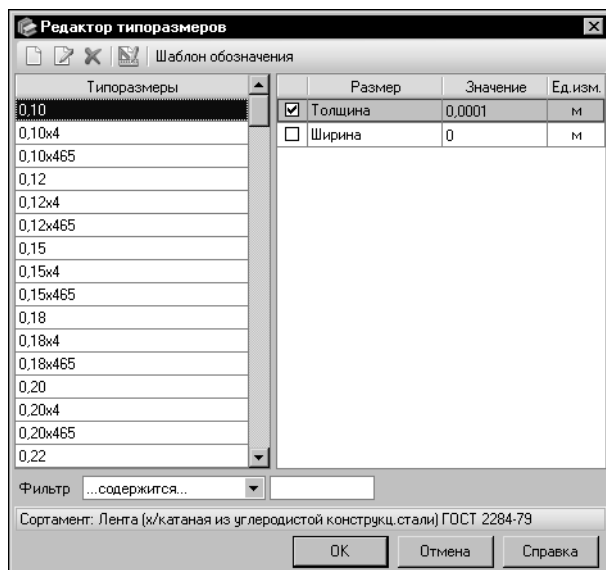 Редактор типоразмеров
Шаблон обозначения
Типоразмеры
Размер Значение Ед.изм.
0,10
Толщина 0,0001 м
0,10x4
Ширина 0 м
0,10x465
0,12
0,12x4
0,12x465
0,15
0,15x4
0,15x465
0,18
0,18x4
0,18x465
0,20
0,20x4
0,20x465
0,22
Фильтр ...содержится...
Сортамент: Лента (х/катаная из углеродистой конструкц.стали) ГОСТ 2284-79
OK Отмена Справка